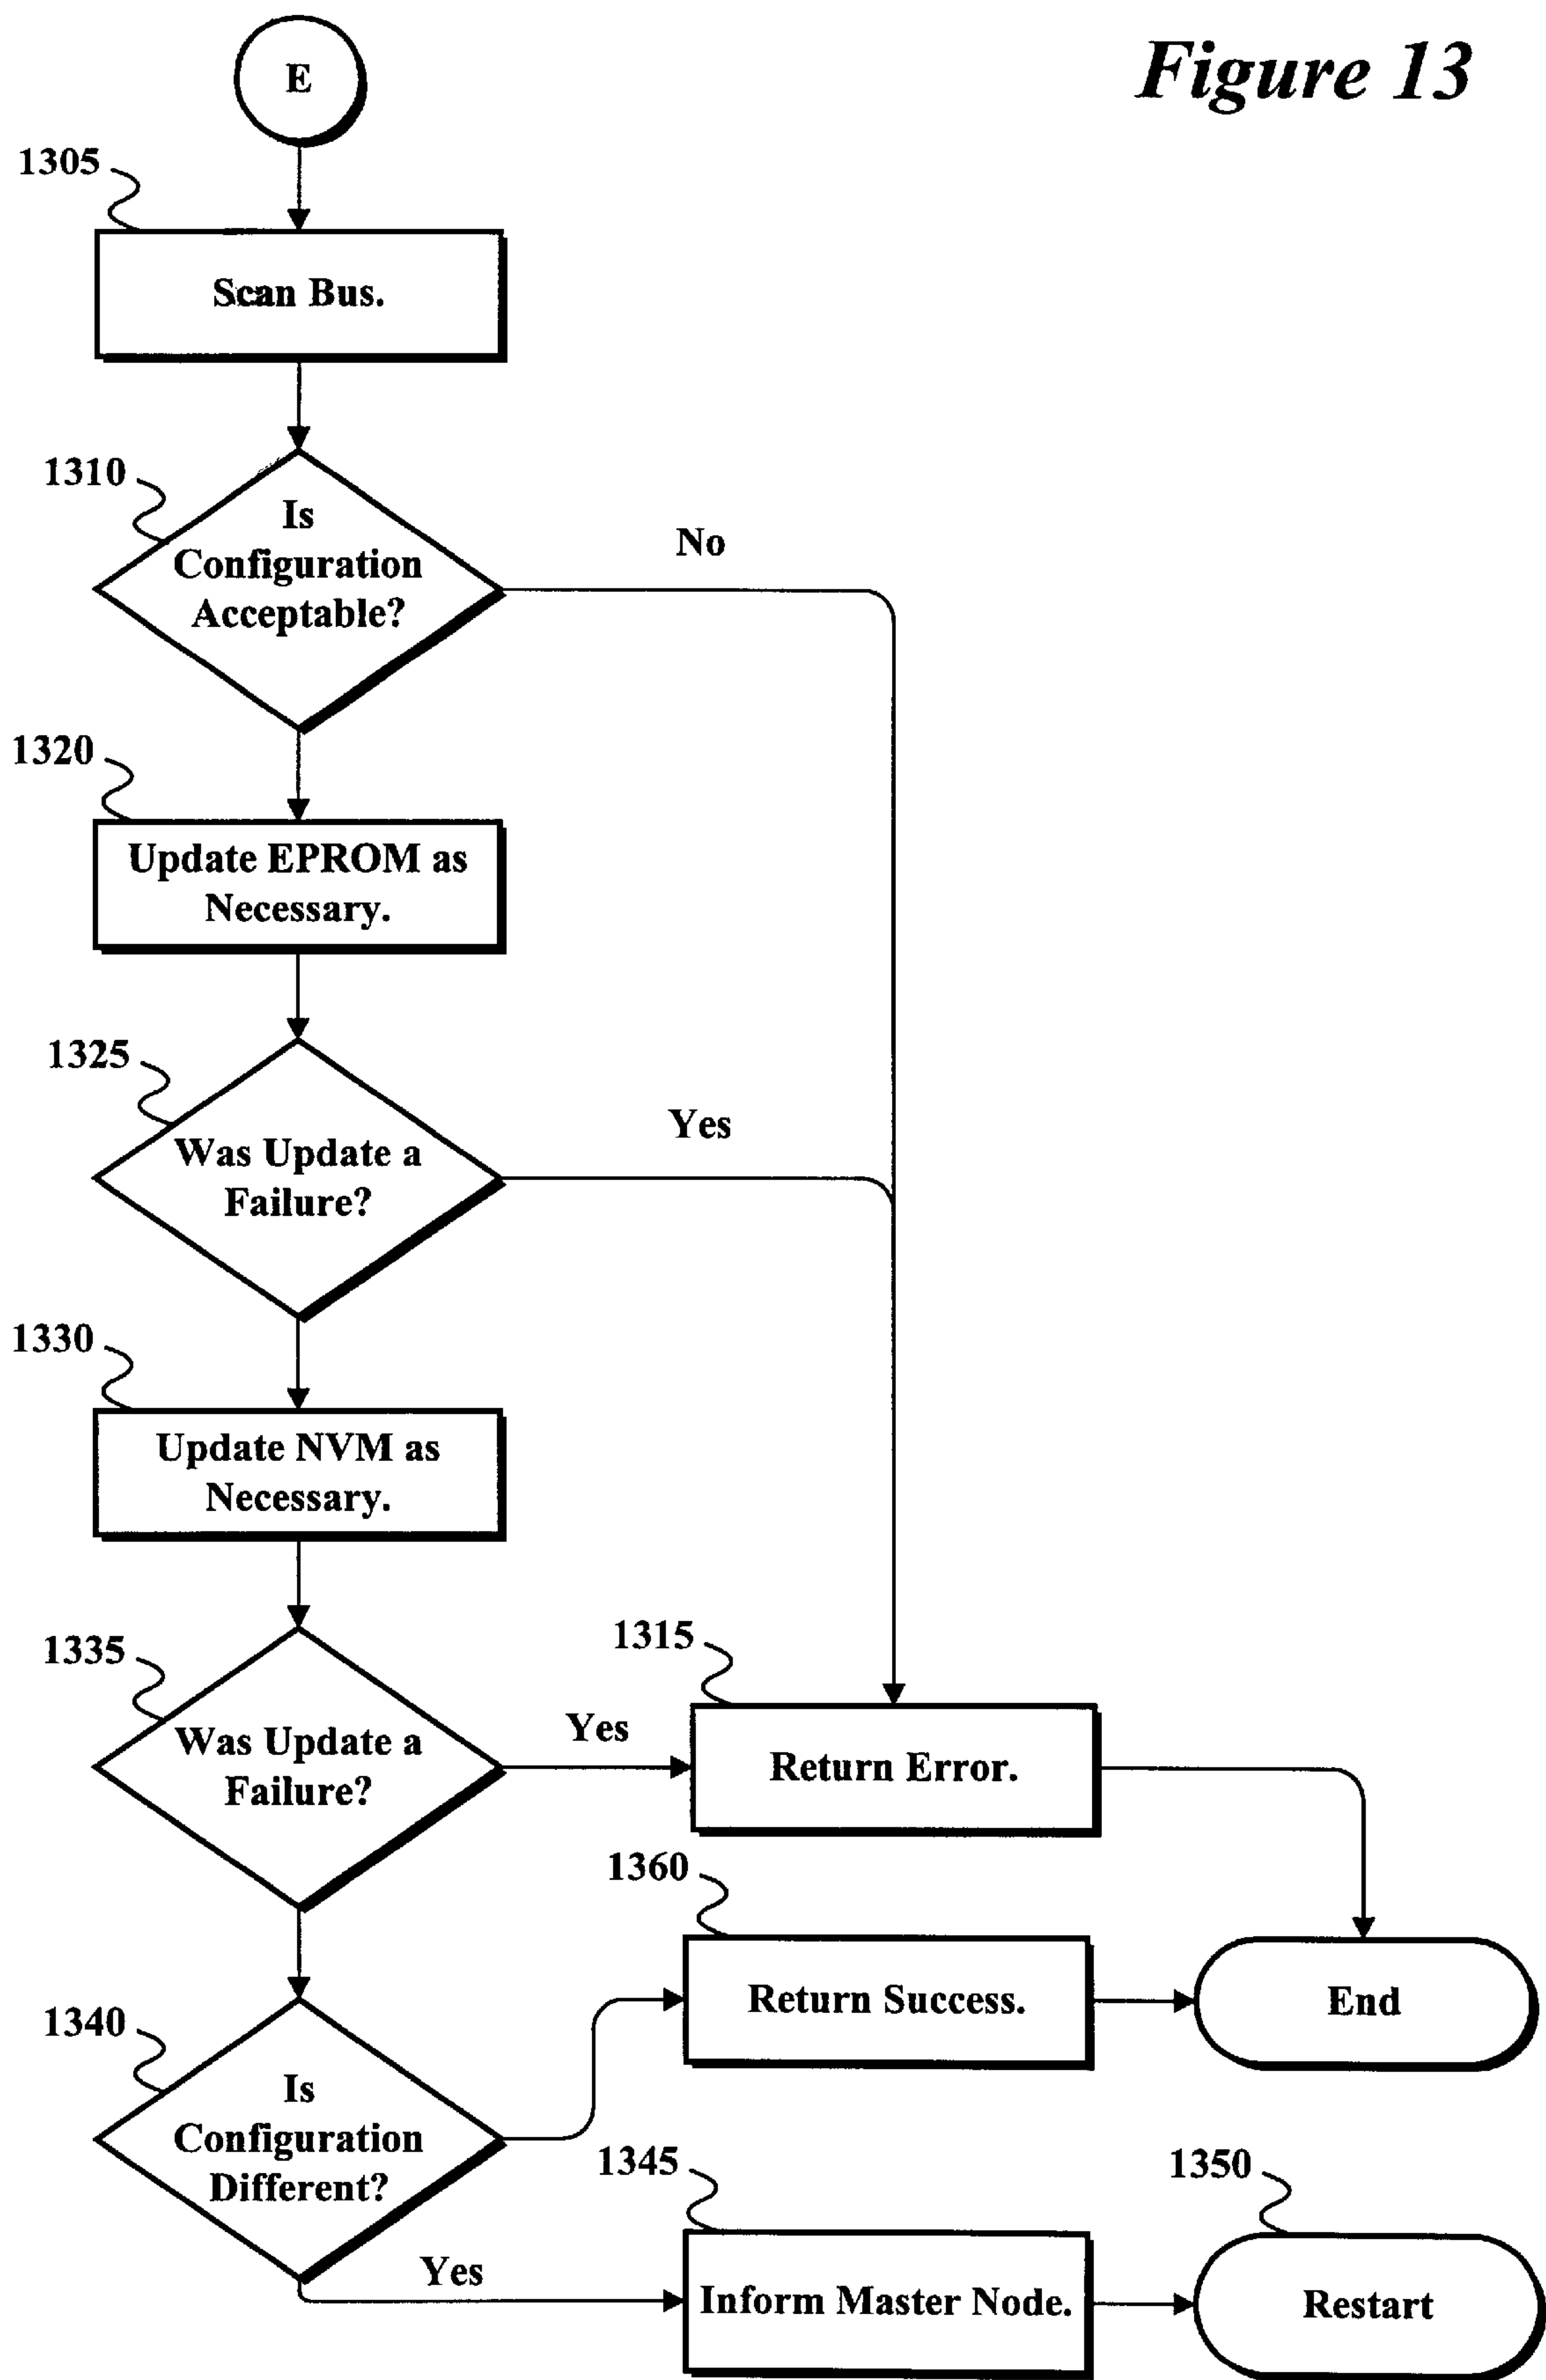 Figure 13
E
1305
Scan Bus.
1310
Is
Configuration
Acceptable?
No
1320
Update EPROM as
Necessary.
1325
Was Update a
Failure?
Yes
1330
Update NVM as
Necessary.
1335
Was Update a
Failure?
Yes
1315
Return Error.
1360
Return Success.
End
1340
Is
Configuration
Different?
Yes
1345
Inform Master Node.
1350
Restart